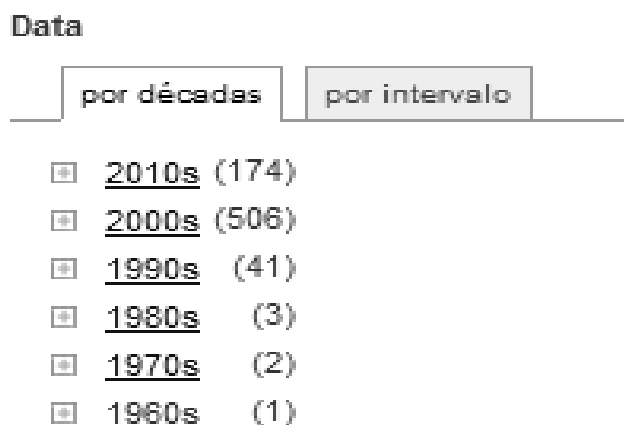 Data
por décadas por intervalo
2010s (174)
2000s (506)
1990s (41)
1980s (3)
1970s (2)
1960s (1)